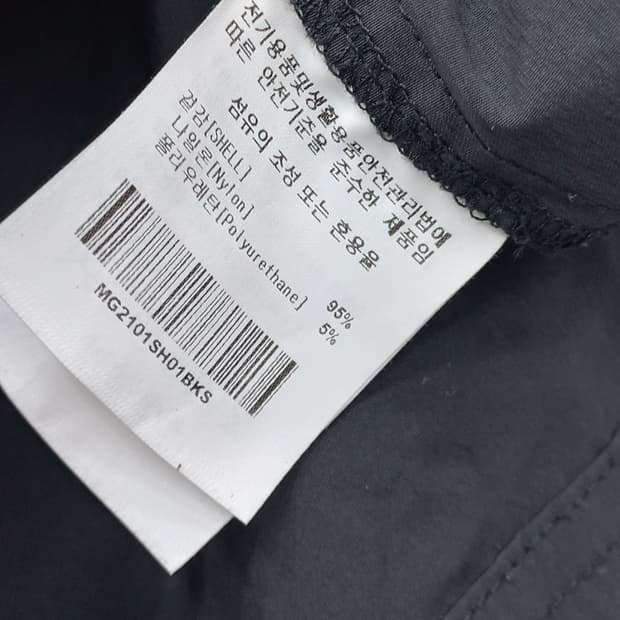 전기용품및생활용품안전관리법에
따른 안전기준을 준수한 제품임
섬유의 조성 또는 혼용율
겉감[SHELL]
나일론[Nylon] 95%
폴리우레탄[Polyurethane] 5%
MG2101SH01BKS